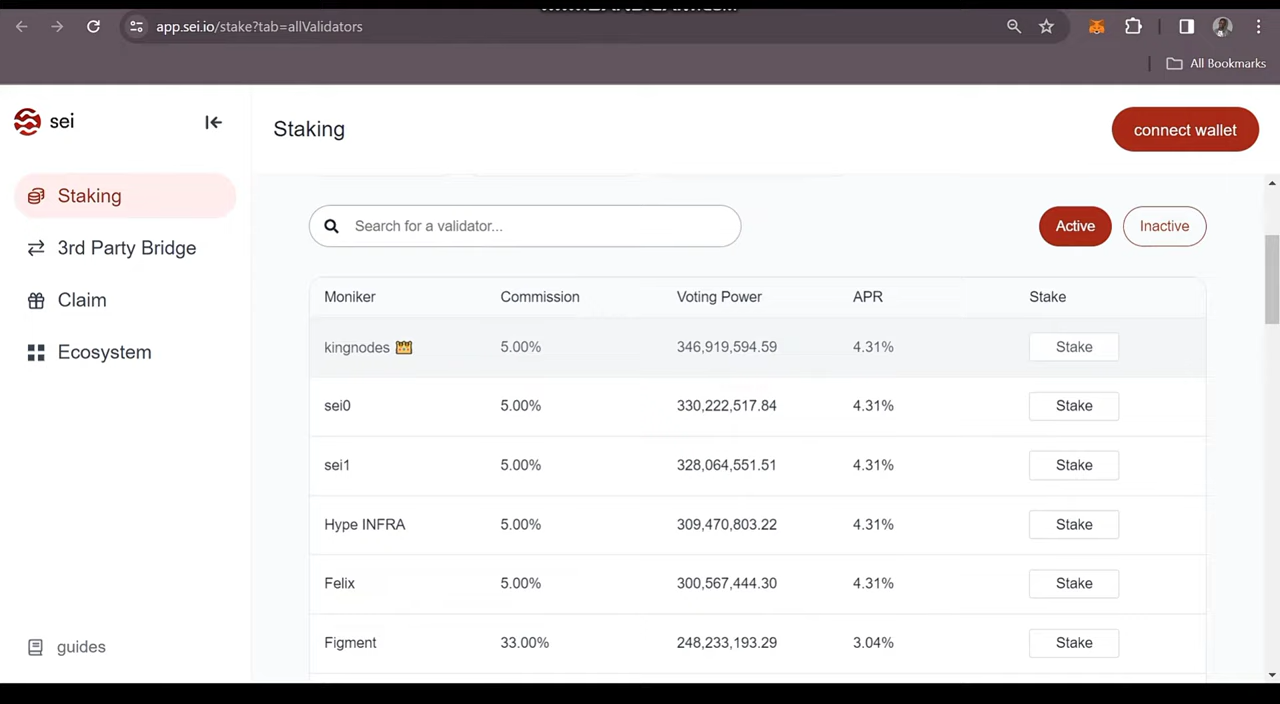 app.sei.io/stake?tab=allValidators
All Bookmarks
sei
Staking
connect wallet
Staking
3rd Party Bridge
Claim
Ecosystem
guides
Search for a validator...
Active
Inactive
Moniker Commission Voting Power APR Stake
kingnodes 5.00% 346,919,594.59 4.31% Stake
sei0 5.00% 330,222,517.84 4.31% Stake
sei1 5.00% 328,064,551.51 4.31% Stake
Hype INFRA 5.00% 309,470,803.22 4.31% Stake
Felix 5.00% 300,567,444.30 4.31% Stake
Figment 33.00% 248,233,193.29 3.04% Stake